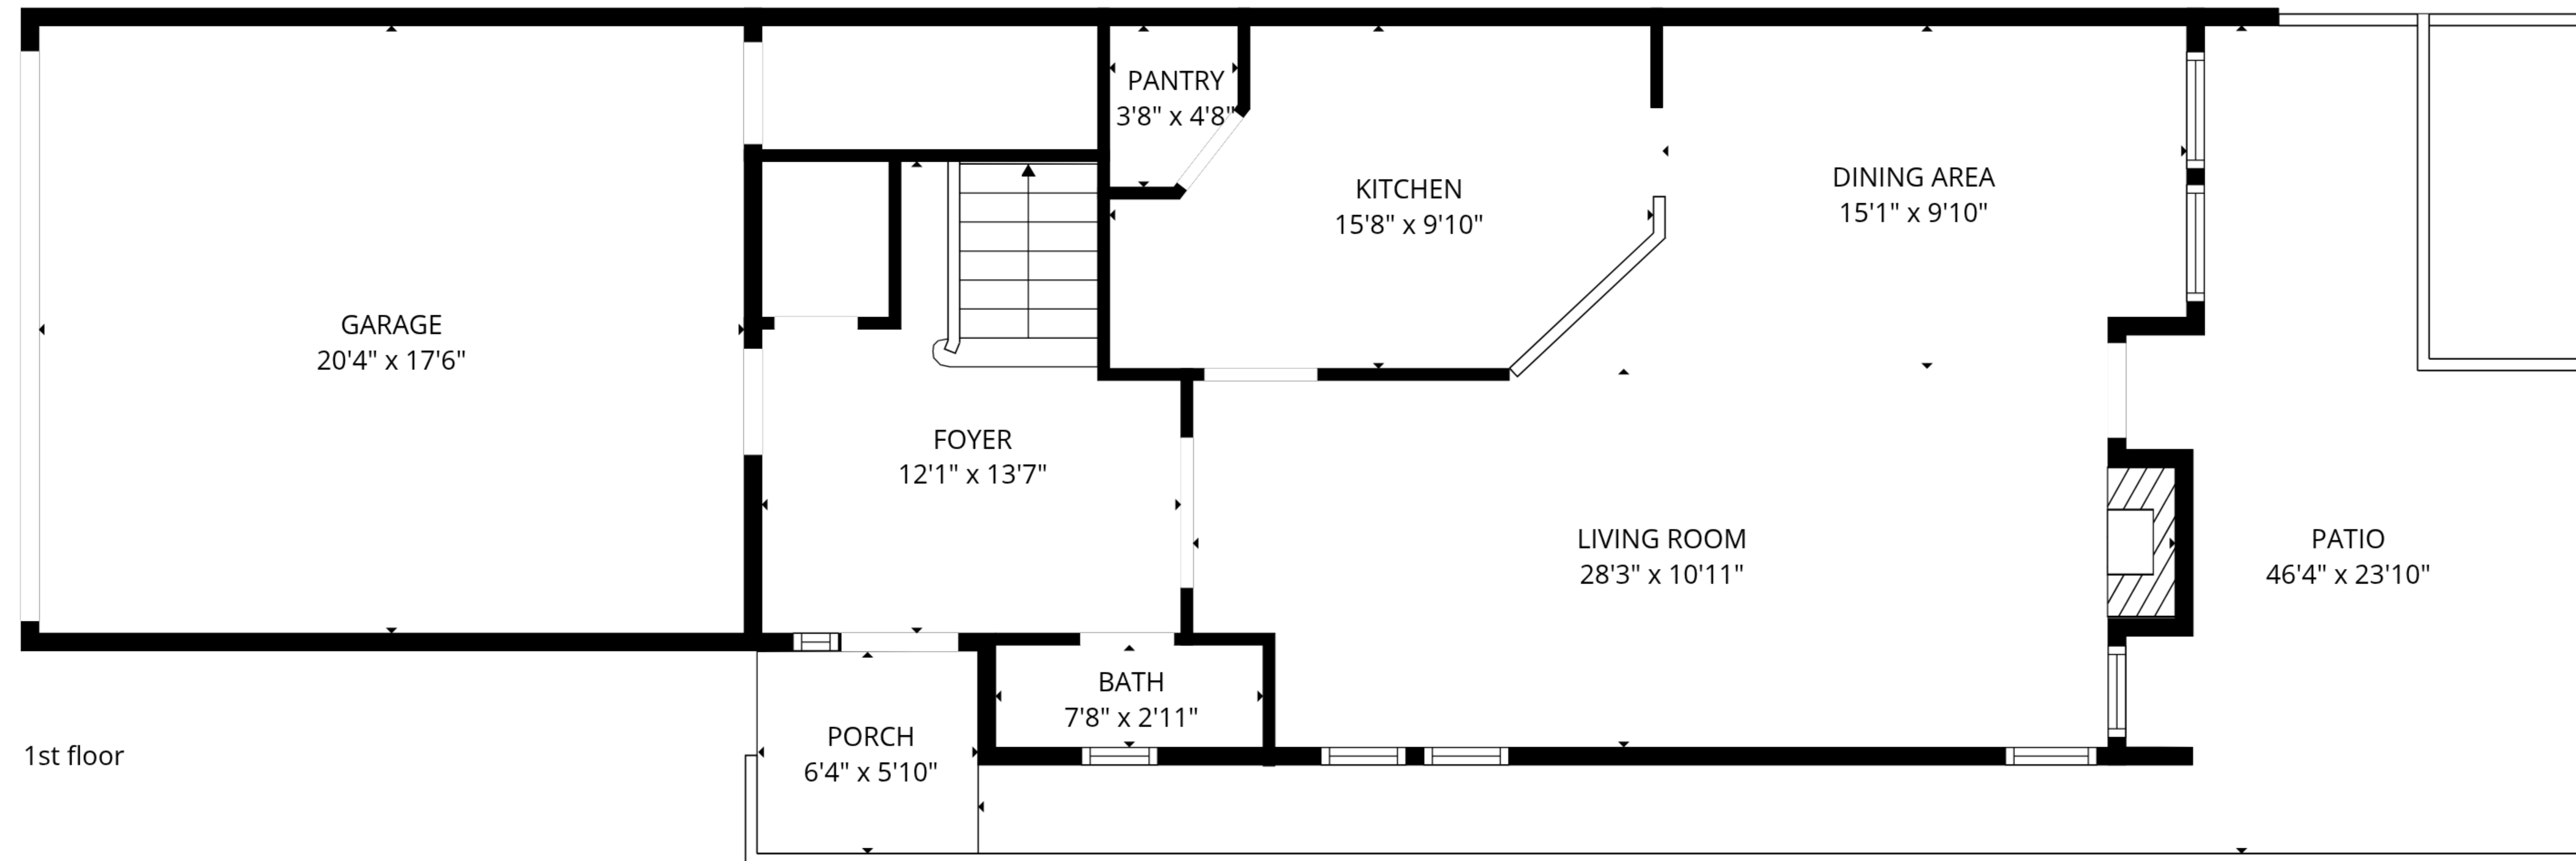 PANTRY
3'8" x 4'8"
KITCHEN
15'8" x 9'10"
DINING AREA
15'1" x 9'10"
GARAGE
20'4" x 17'6"
FOYER
12'1" x 13'7"
LIVING ROOM
28'3" x 10'11"
PATIO
46'4" x 23'10"
BATH
7'8" x 2'11"
PORCH
6'4" x 5'10"
1st floor